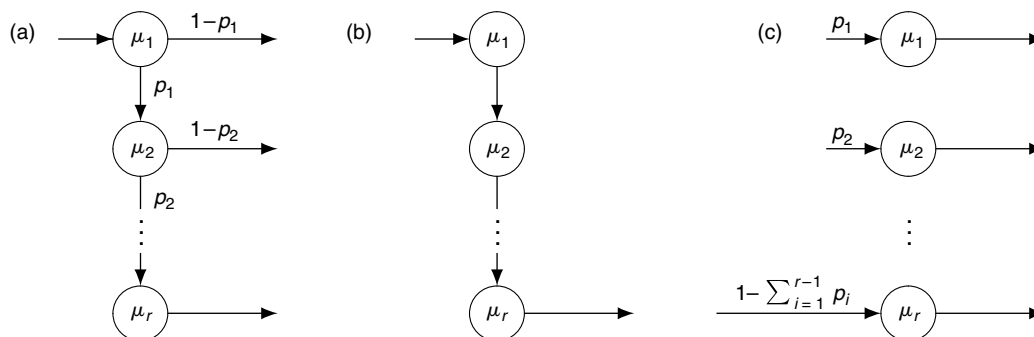 (a) μ1 1−p1
p1
μ2 1−p2
p2
⋮
μr
(b) μ1
μ2
⋮
μr
(c) p1 μ1
p2 μ2
⋮
1−∑ r−1 i=1 pi μr